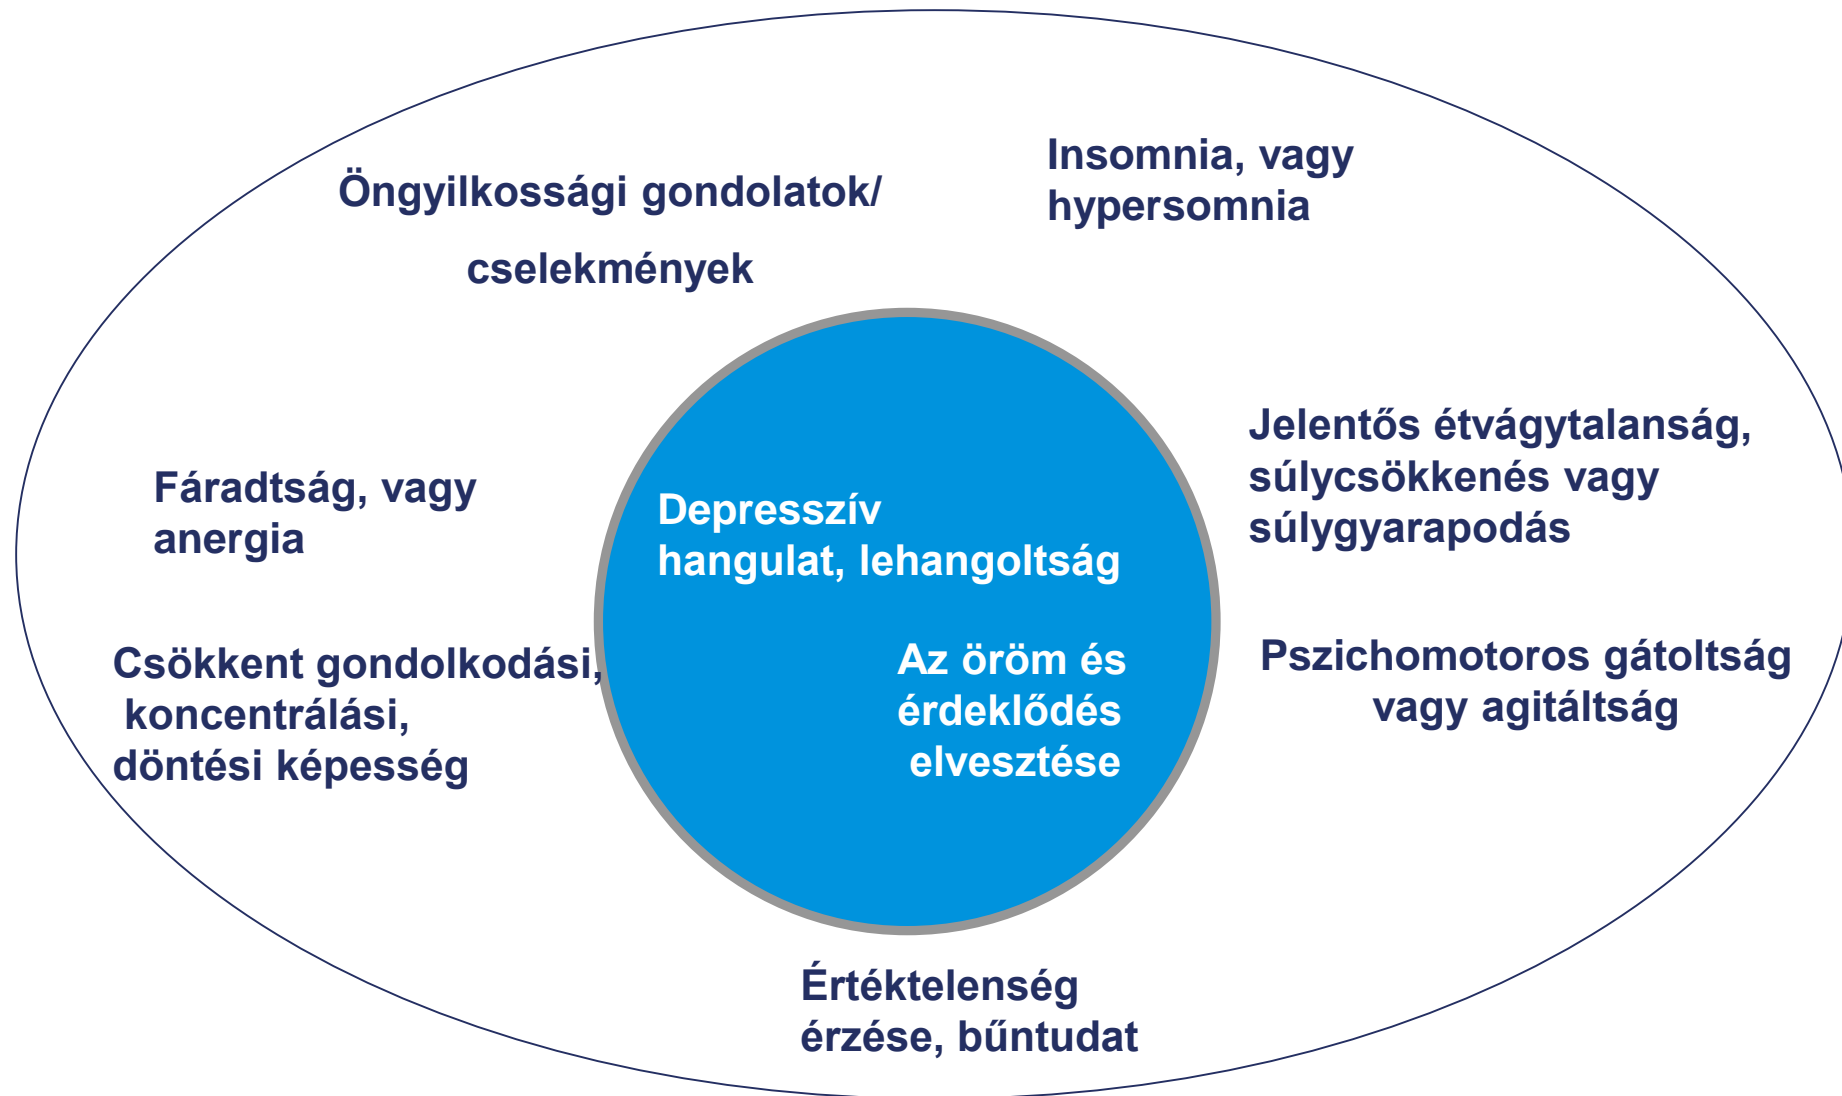 Öngyilkossági gondolatok/
cselekmények
Insomnia, vagy
hypersomnia
Fáradtság, vagy
anergia
Depresszív
hangulat, lehangoltság
Jelentős étvágytalanság,
súlycsökkenés vagy
súlygyarapodás
Csökkent gondolkodási,
koncentrálási,
döntési képesség
Az öröm és
érdeklődés
elvesztése
Pszichomotoros gátoltság
vagy agitáltság
Értéktelenség
érzése, bűntudat